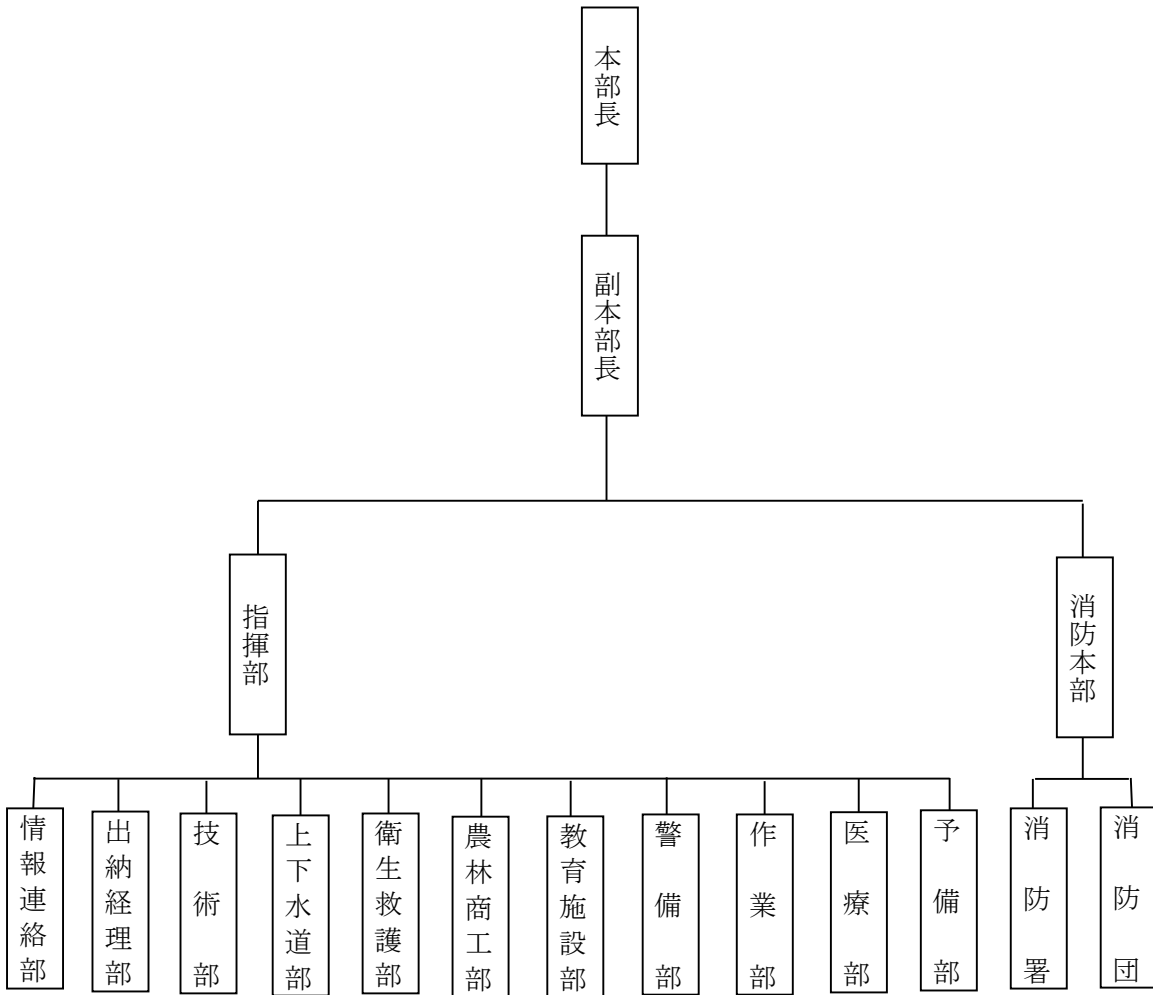 本部長
副本部長
指揮部
消防本部
情報連絡部
出納経理部
技術部
上下水道部
衛生救護部
農林商工部
教育施設部
警備部
作業部
医療部
予備部
消防署
消防団